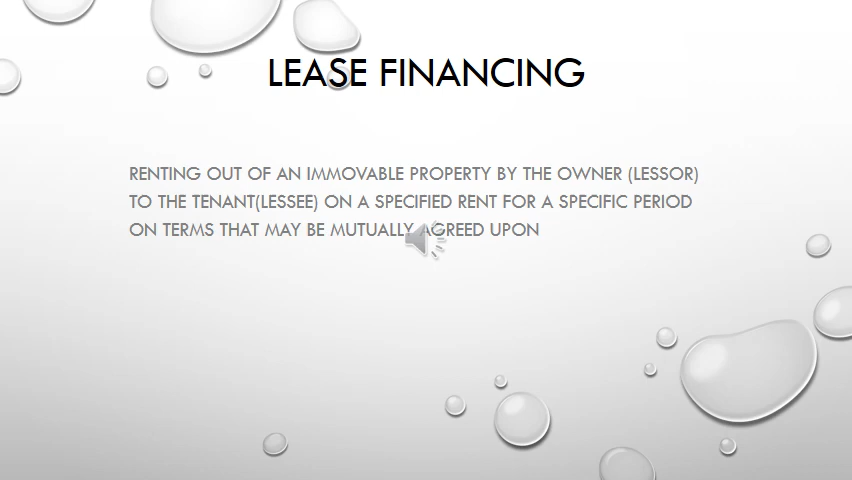 LEASE FINANCING
RENTING OUT OF AN IMMOVABLE PROPERTY BY THE OWNER (LESSOR)
TO THE TENANT(LESSEE) ON A SPECIFIED RENT FOR A SPECIFIC PERIOD
ON TERMS THAT MAY BE MUTUALLY AGREED UPON